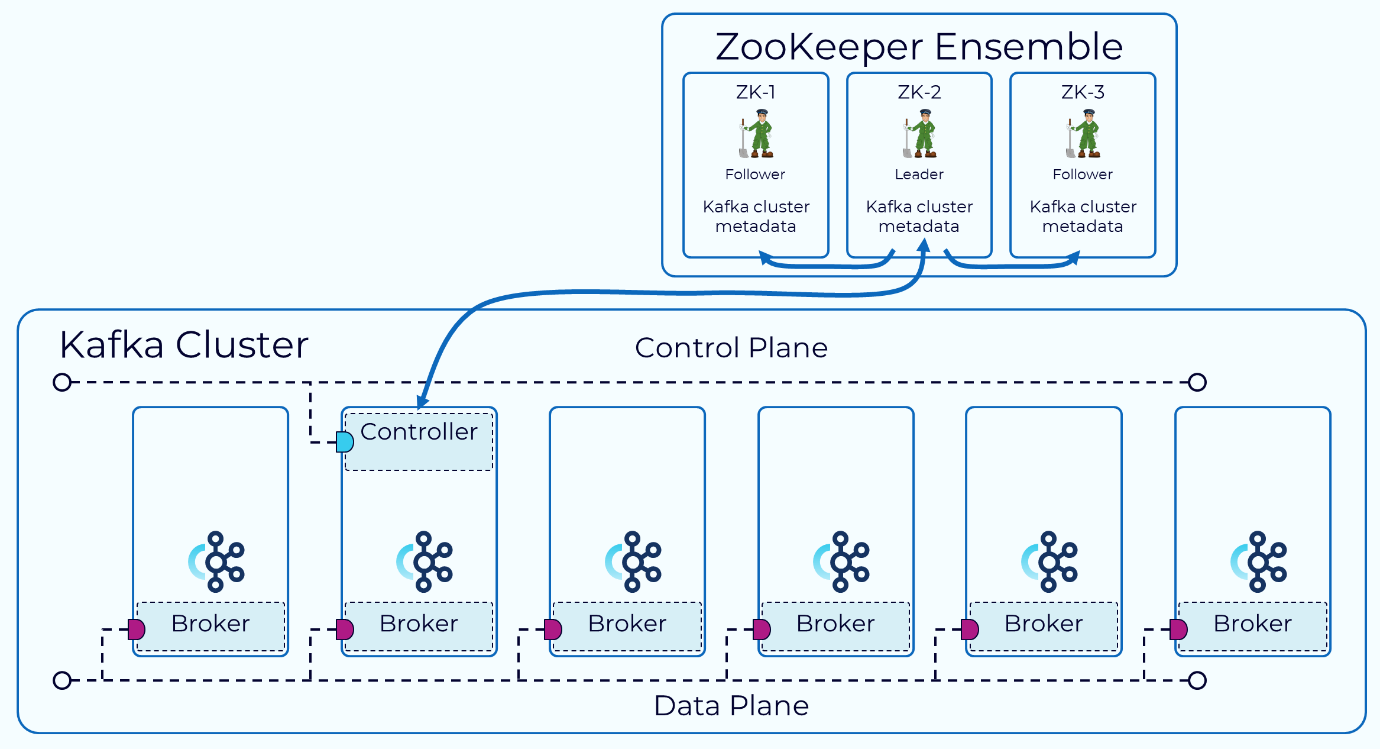 ZooKeeper Ensemble
ZK-1
Follower
Kafka cluster
metadata
ZK-2
Leader
Kafka cluster
metadata
ZK-3
Follower
Kafka cluster
metadata
Kafka Cluster
Control Plane
Controller
Broker
Broker
Broker
Broker
Broker
Broker
Data Plane